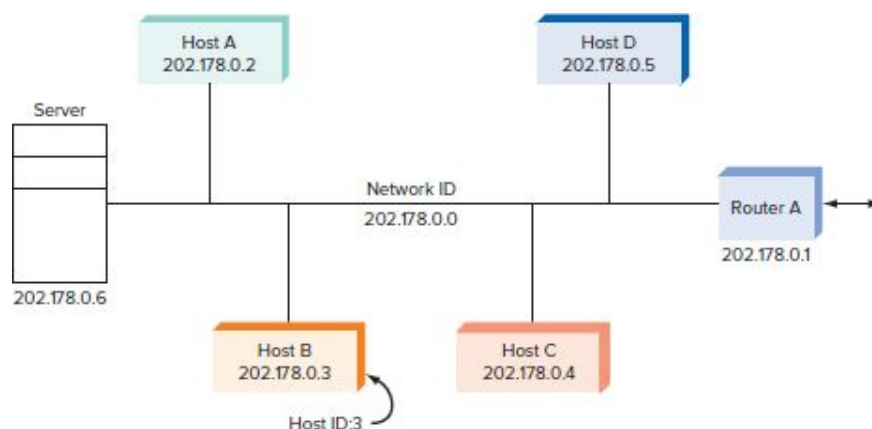 Host A
202.178.0.2
Host D
202.178.0.5
Server
Network ID
202.178.0.0
Router A
202.178.0.1
202.178.0.6
Host B
202.178.0.3
Host C
202.178.0.4
Host ID:3